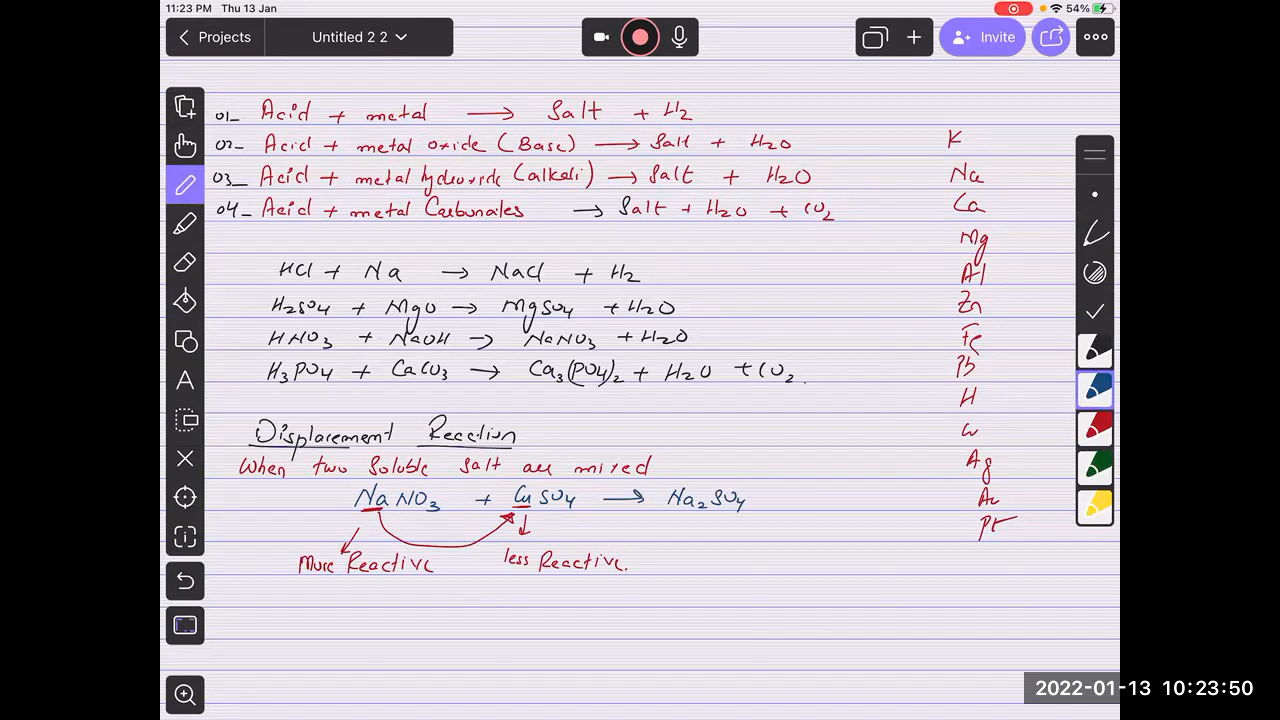 11:23 PM Thu 13 Jan
54%
Projects
Untitled 2 2
Invite
01- Acid + metal → Salt + H2
02- Acid + metal oxide (Base) → Salt + H2O
03- Acid + metal hydroxide (alkali) → Salt + H2O
04- Acid + metal Carbonates → Salt + H2O + CO2
HCl + Na → NaCl + H2
H2SO4 + MgO → MgSO4 + H2O
HNO3 + NaOH → NaNO3 + H2O
H3PO4 + CaCO3 → Ca3(PO4)2 + H2O + CO2.
Displacement Reaction
When two Soluble Salt are mixed
NaNO3 + CuSO4 → Na2SO4
More Reactive
less Reactive.
K
Na
Ca
Mg
Al
Zn
Fe
Pb
H
Cu
Ag
Au
Pt
A
2022-01-13 10:23:50